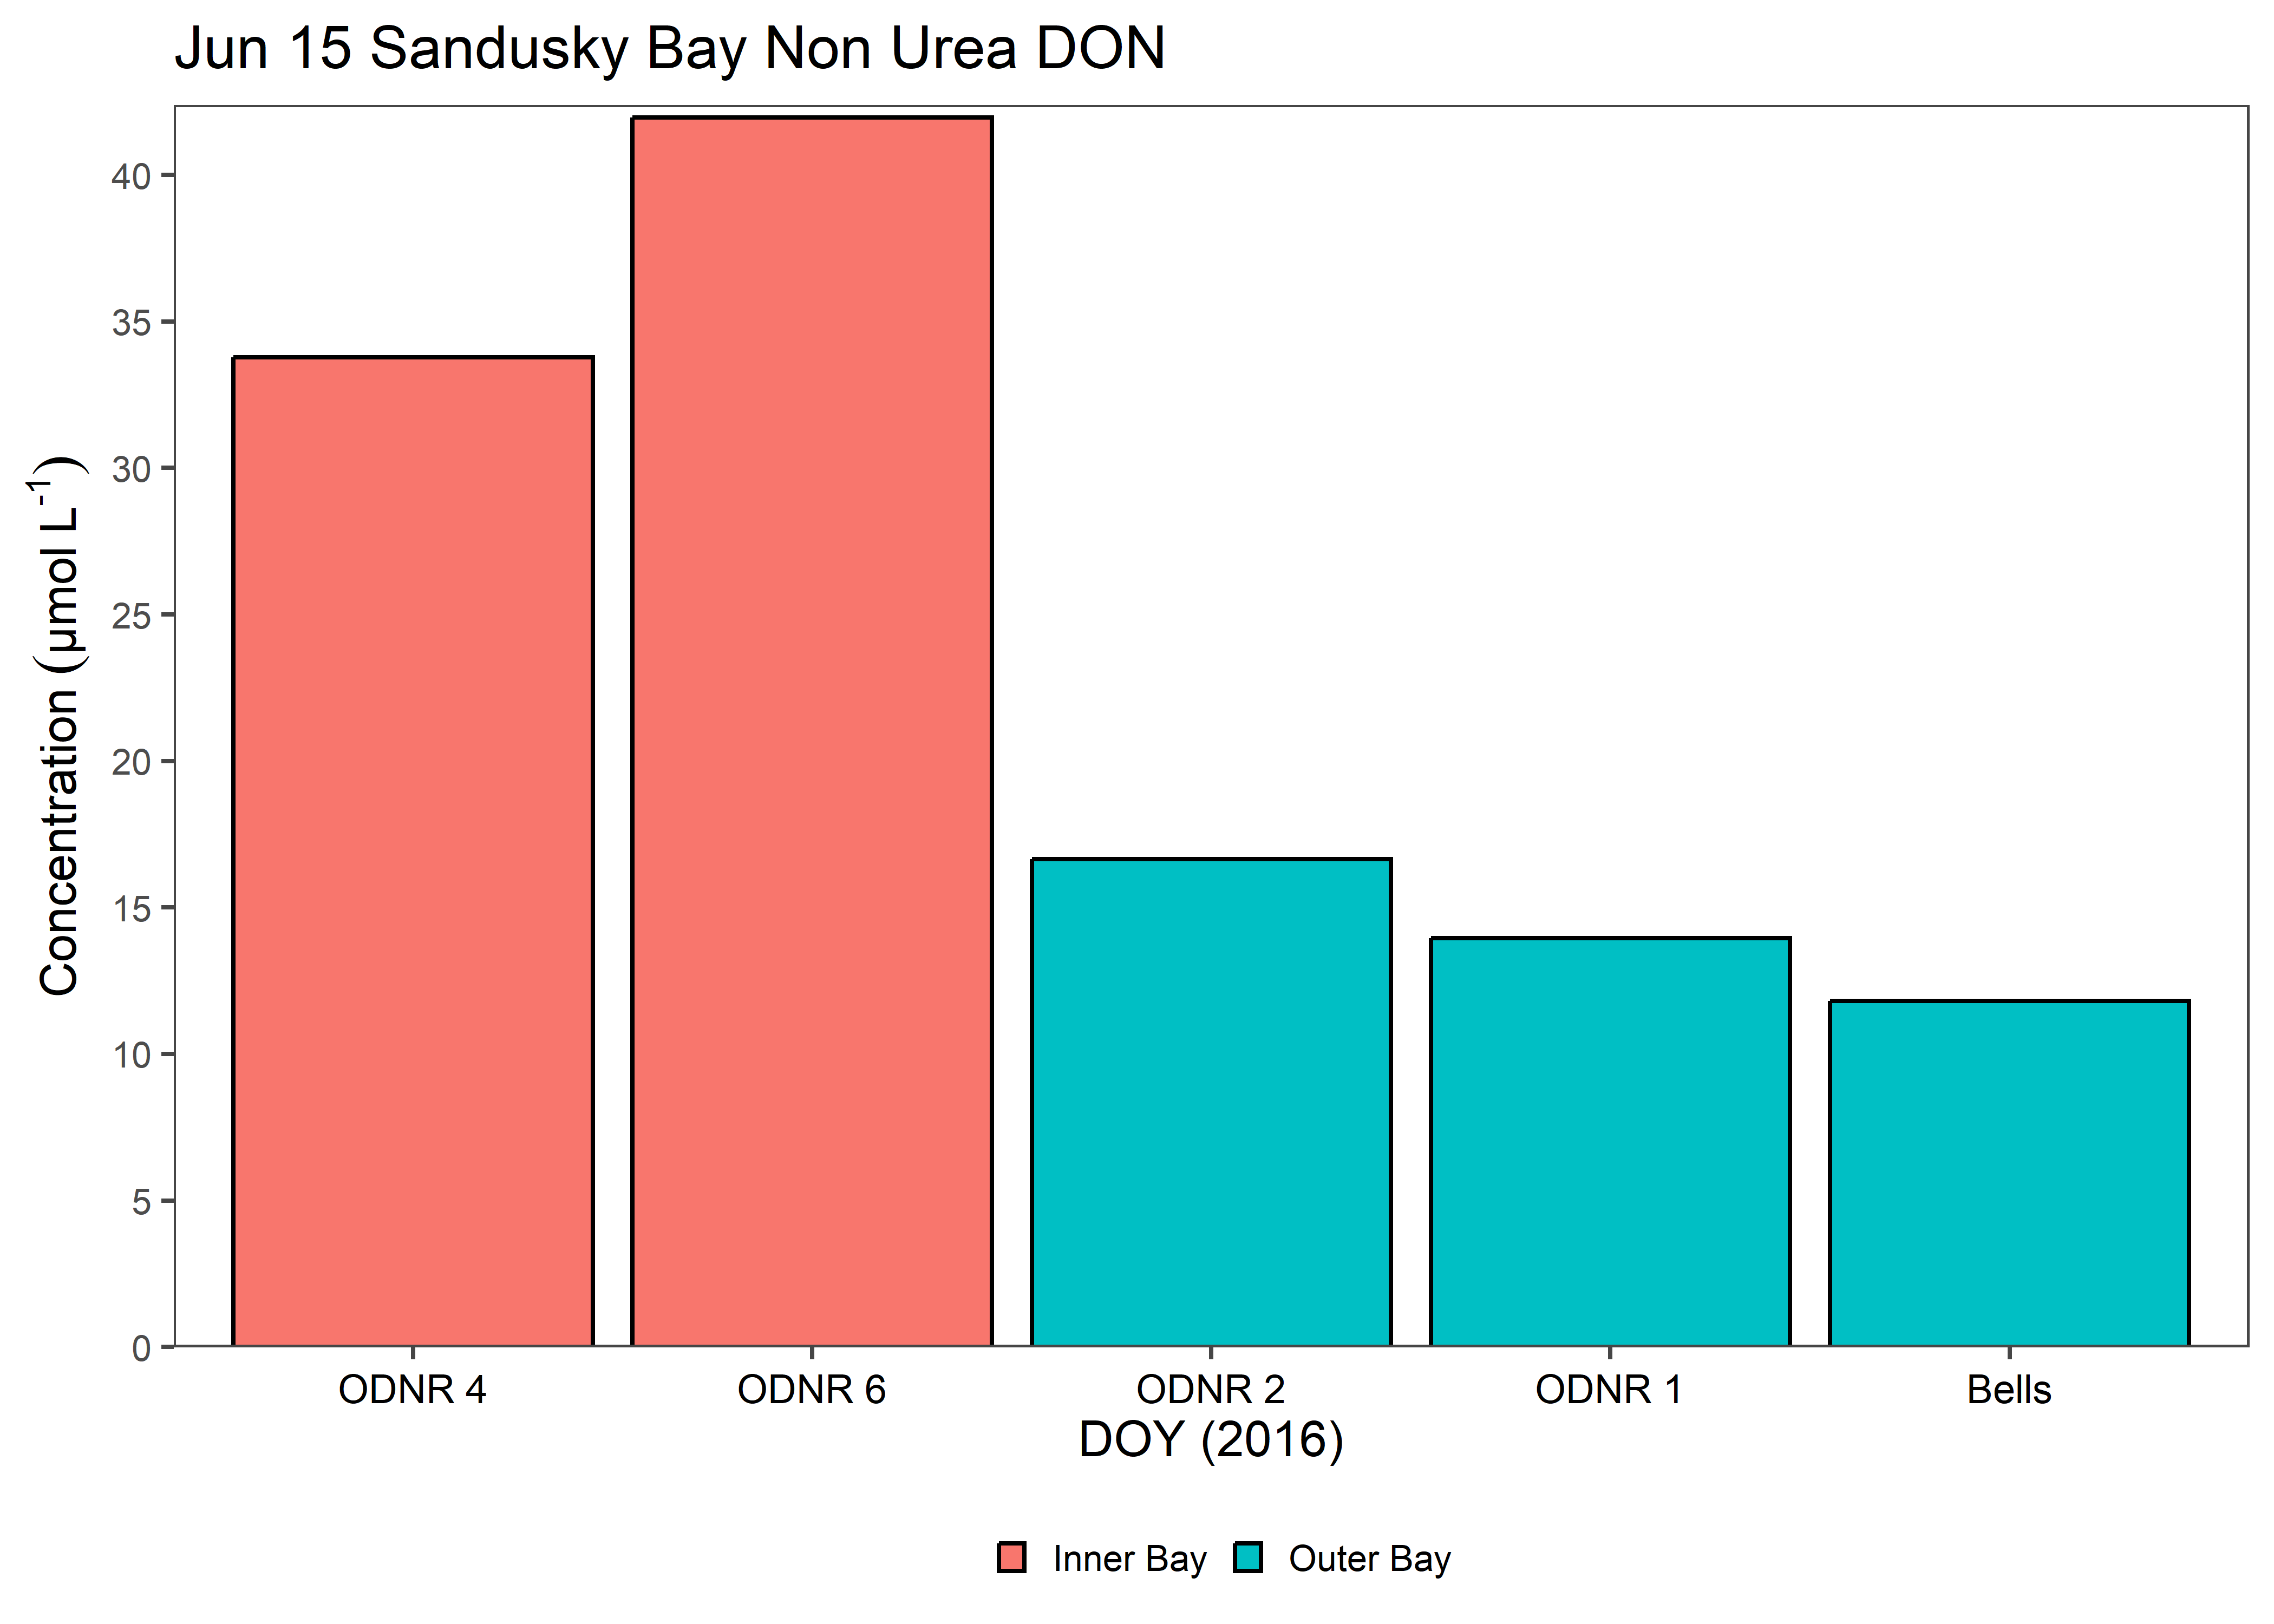 Jun 15 Sandusky Bay Non Urea DON
Concentration (µmol L⁻¹)
40
35
30
25
20
15
10
5
0
ODNR 4 ODNR 6 ODNR 2 ODNR 1 Bells
DOY (2016)
Inner Bay Outer Bay